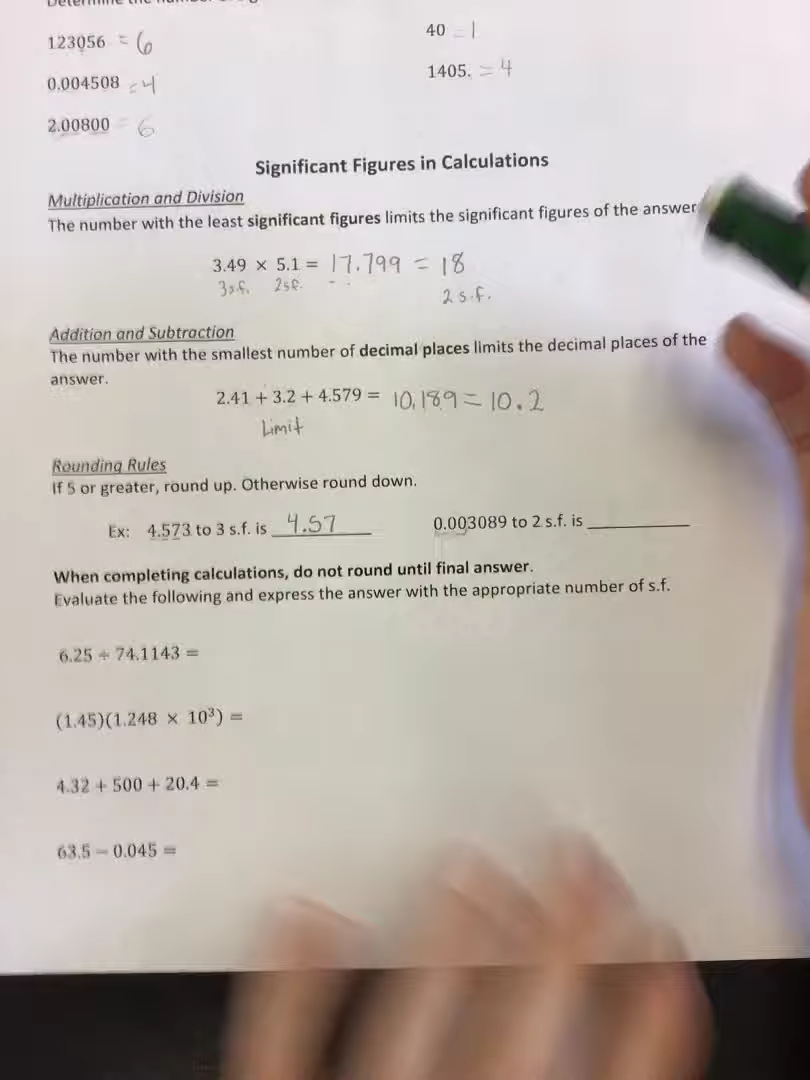 123056 = 6
40 = 1
0.004508 = 4
1405. = 4
2.00800 = 6
Significant Figures in Calculations
Multiplication and Division
The number with the least significant figures limits the significant figures of the answer
3.49 × 5.1 = 17.799 = 18
3s.f. 2s.f. 2 s.f.
Addition and Subtraction
The number with the smallest number of decimal places limits the decimal places of the
answer.
2.41 + 3.2 + 4.579 = 10.189 = 10.2
Limit
Rounding Rules
If 5 or greater, round up. Otherwise round down.
Ex: 4.573 to 3 s.f. is 4.57 0.003089 to 2 s.f. is
When completing calculations, do not round until final answer.
Evaluate the following and express the answer with the appropriate number of s.f.
6.25 ÷ 74.1143 =
(1.45)(1.248 × 10³) =
4.32 + 500 + 20.4 =
63.5 − 0.045 =